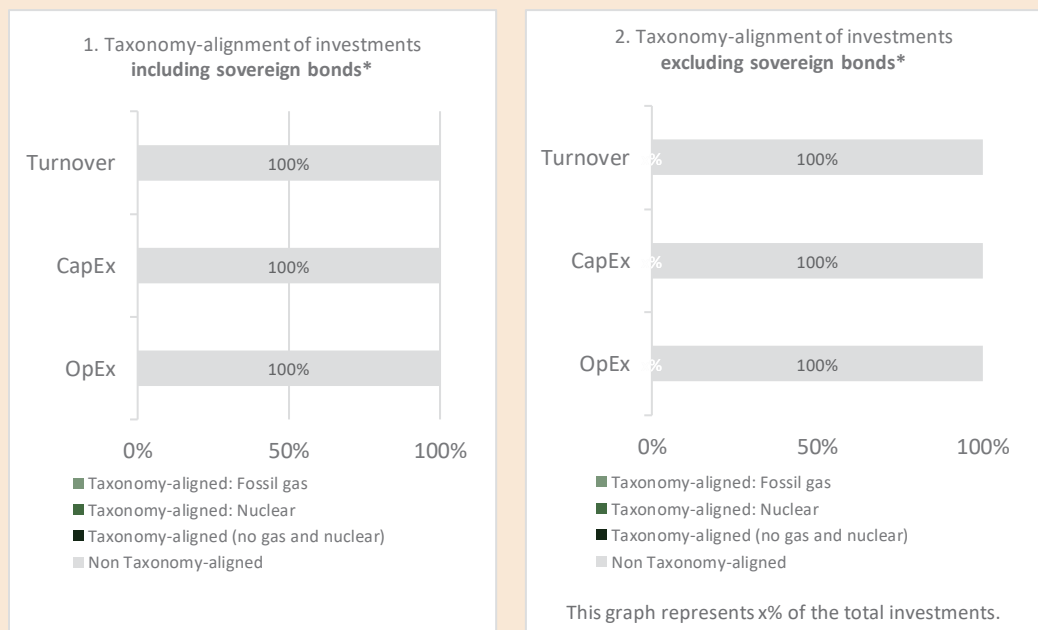 1. Taxonomy-alignment of investments
including sovereign bonds*
Turnover
100%
CapEx
100%
OpEx
100%
0% 50% 100%
Taxonomy-aligned: Fossil gas
Taxonomy-aligned: Nuclear
Taxonomy-aligned (no gas and nuclear)
Non Taxonomy-aligned
2. Taxonomy-alignment of investments
excluding sovereign bonds*
Turnover
%
100%
CapEx
%
100%
OpEx
%
100%
0% 50% 100%
Taxonomy-aligned: Fossil gas
Taxonomy-aligned: Nuclear
Taxonomy-aligned (no gas and nuclear)
Non Taxonomy-aligned
This graph represents x% of the total investments.